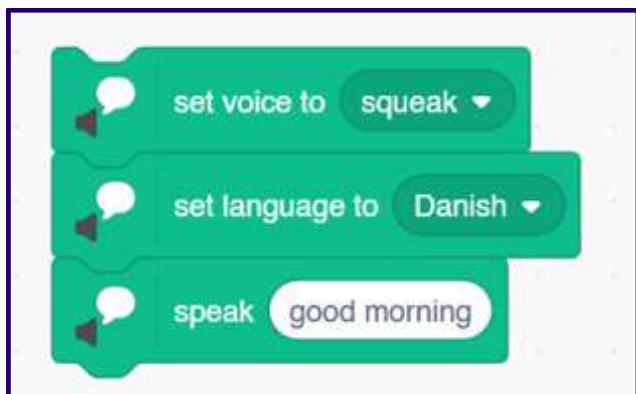 set voice to squeak
set language to Danish
speak good morning